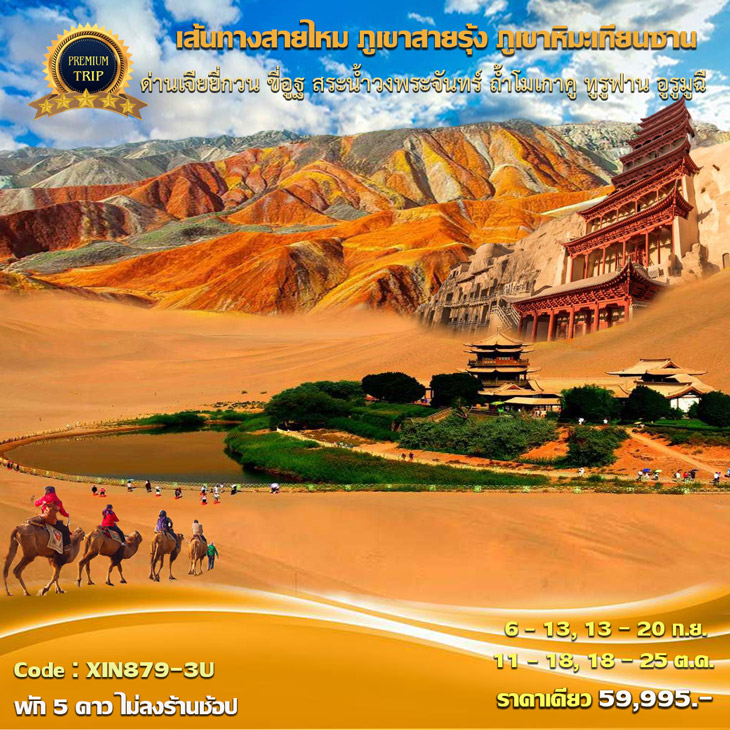 PREMIUM
TRIP
เส้นทางสายไหม ภูเขาสายรุ้ง ภูเขาหิมะเทียนซาน
ด่านเจียยี่กวน ขี่อูฐ สระน้ำวงพระจันทร์ ถ้ำโมเกาคู ทูรูฟาน อูรูมูฉี
6 - 13, 13 - 20 ก.ย.
11 - 18, 18 - 25 ต.ค.
Code : XIN879-3U
ราคาเดียว 59,995.-
พัก 5 ดาว ไม่ลงร้านช้อป